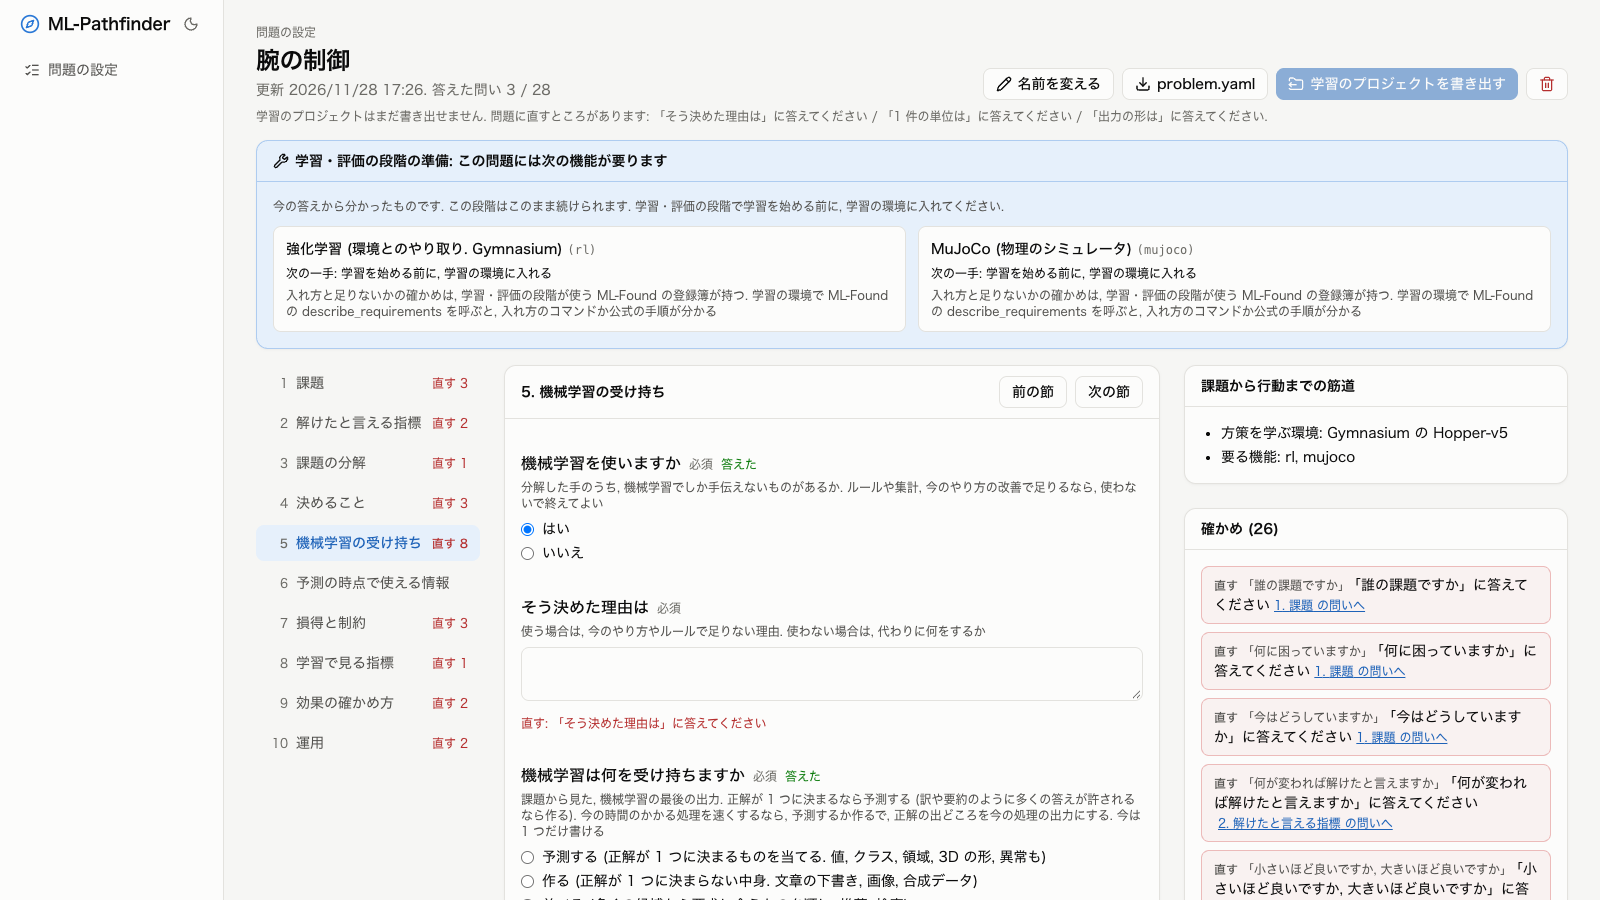 ML-Pathfinder
問題の設定
問題の設定
腕の制御
更新 2026/11/28 17:26. 答えた問い 3 / 28
名前を変える
problem.yaml
学習のプロジェクトを書き出す
学習のプロジェクトはまだ書き出せません. 問題に直すところがあります: 「そう決めた理由は」に答えてください / 「1 件の単位は」に答えてください / 「出力の形は」に答えてください.
学習・評価の段階の準備: この問題には次の機能が要ります
今の答えから分かったものです. この段階はこのまま続けられます. 学習・評価の段階で学習を始める前に, 学習の環境に入れてください.
強化学習 (環境とのやり取り. Gymnasium) (rl)
次の一手: 学習を始める前に, 学習の環境に入れる
入れ方と足りないかの確かめは, 学習・評価の段階が使う ML-Found の登録簿が持つ. 学習の環境で ML-Found
の describe_requirements を呼ぶと, 入れ方のコマンドか公式の手順が分かる
MuJoCo (物理のシミュレータ) (mujoco)
次の一手: 学習を始める前に, 学習の環境に入れる
入れ方と足りないかの確かめは, 学習・評価の段階が使う ML-Found の登録簿が持つ. 学習の環境で ML-Found
の describe_requirements を呼ぶと, 入れ方のコマンドか公式の手順が分かる
1 課題 直す 3
2 解けたと言える指標 直す 2
3 課題の分解 直す 1
4 決めること 直す 3
5 機械学習の受け持ち 直す 8
6 予測の時点で使える情報
7 損得と制約 直す 3
8 学習で見る指標 直す 1
9 効果の確かめ方 直す 2
10 運用 直す 2
5. 機械学習の受け持ち
前の節
次の節
機械学習を使いますか 必須 答えた
分解した手のうち, 機械学習でしか手伝えないものがあるか. ルールや集計, 今のやり方の改善で足りるなら, 使わな
いで終えてよい
はい
いいえ
そう決めた理由は 必須
使う場合は, 今のやり方やルールで足りない理由. 使わない場合は, 代わりに何をするか
直す: 「そう決めた理由は」に答えてください
機械学習は何を受け持ちますか 必須 答えた
課題から見た, 機械学習の最後の出力. 正解が 1 つに決まるなら予測する (訳や要約のように多くの答えが許される
なら作る). 今の時間のかかる処理を速くするなら, 予測するか作るで, 正解の出どころを今の処理の出力にする. 今は
1 つだけ書ける
予測する (正解が 1 つに決まるものを当てる. 値, クラス, 領域, 3D の形, 異常も)
作る (正解が 1 つに決まらない中身. 文章の下書き, 画像, 合成データ)
課題から行動までの筋道
• 方策を学ぶ環境: Gymnasium の Hopper-v5
• 要る機能: rl, mujoco
確かめ (26)
直す 「誰の課題ですか」「誰の課題ですか」に答えて
ください 1. 課題 の問いへ
直す 「何に困っていますか」「何に困っていますか」に
答えてください 1. 課題 の問いへ
直す 「今はどうしていますか」「今はどうしています
か」に答えてください 1. 課題 の問いへ
直す 「何が変われば解けたと言えますか」「何が変われ
ば解けたと言えますか」に答えてください
2. 解けたと言える指標 の問いへ
直す 「小さいほど良いですか, 大きいほど良いですか」「小
さいほど良いですか, 大きいほど良いですか」に答